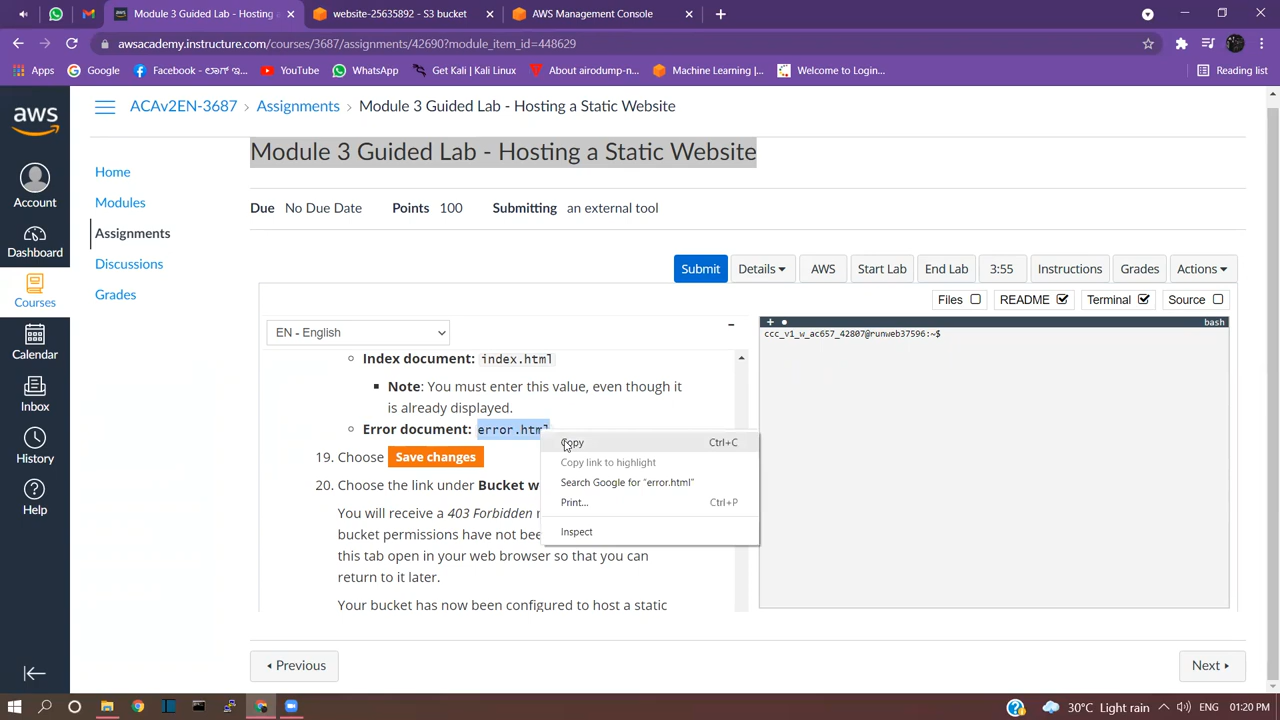 Module 3 Guided Lab - Hosting a
website-25635892 - S3 bucket
AWS Management Console
awsacademy.instructure.com/courses/3687/assignments/42690?module_item_id=448629
Apps
Google
Facebook - ಲಾಗ್ ಇ...
YouTube
WhatsApp
Get Kali | Kali Linux
About airodump-n...
Machine Learning |...
Welcome to Online...
Reading list
aws
ACAv2EN-3687 › Assignments › Module 3 Guided Lab - Hosting a Static Website
Account
Dashboard
Courses
Calendar
Inbox
History
Help
Home
Modules
Assignments
Discussions
Grades
Module 3 Guided Lab - Hosting a Static Website
Due No Due Date Points 100 Submitting an external tool
Submit Details AWS Start Lab End Lab 3:55 Instructions Grades Actions
Files README Terminal Source
EN - English
Index document: index.html
Note: You must enter this value, even though it
is already displayed.
Error document: error.html
19. Choose Save changes
20. Choose the link under Bucket w
You will receive a 403 Forbidden
bucket permissions have not bee
this tab open in your web browser so that you can
return to it later.
Your bucket has now been configured to host a static
Copy Ctrl+C
Copy link to highlight
Search Google for "error.html"
Print... Ctrl+P
Inspect
bash
ccc_v1_w_ac657_42807@runweb37596:~$
Previous
Next
30°C Light rain
ENG
01:20 PM